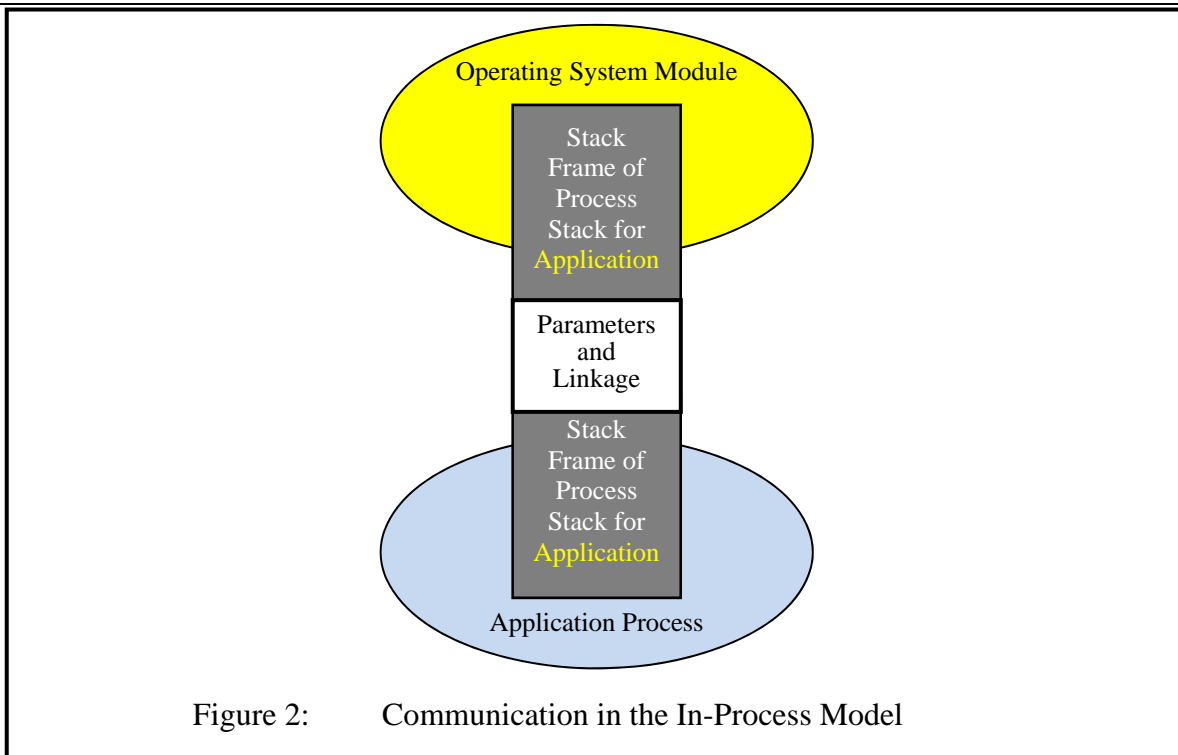 Operating System Module
Stack
Frame of
Process
Stack for
Application
Parameters
and
Linkage
Stack
Frame of
Process
Stack for
Application
Application Process
Figure 2: Communication in the In-Process Model